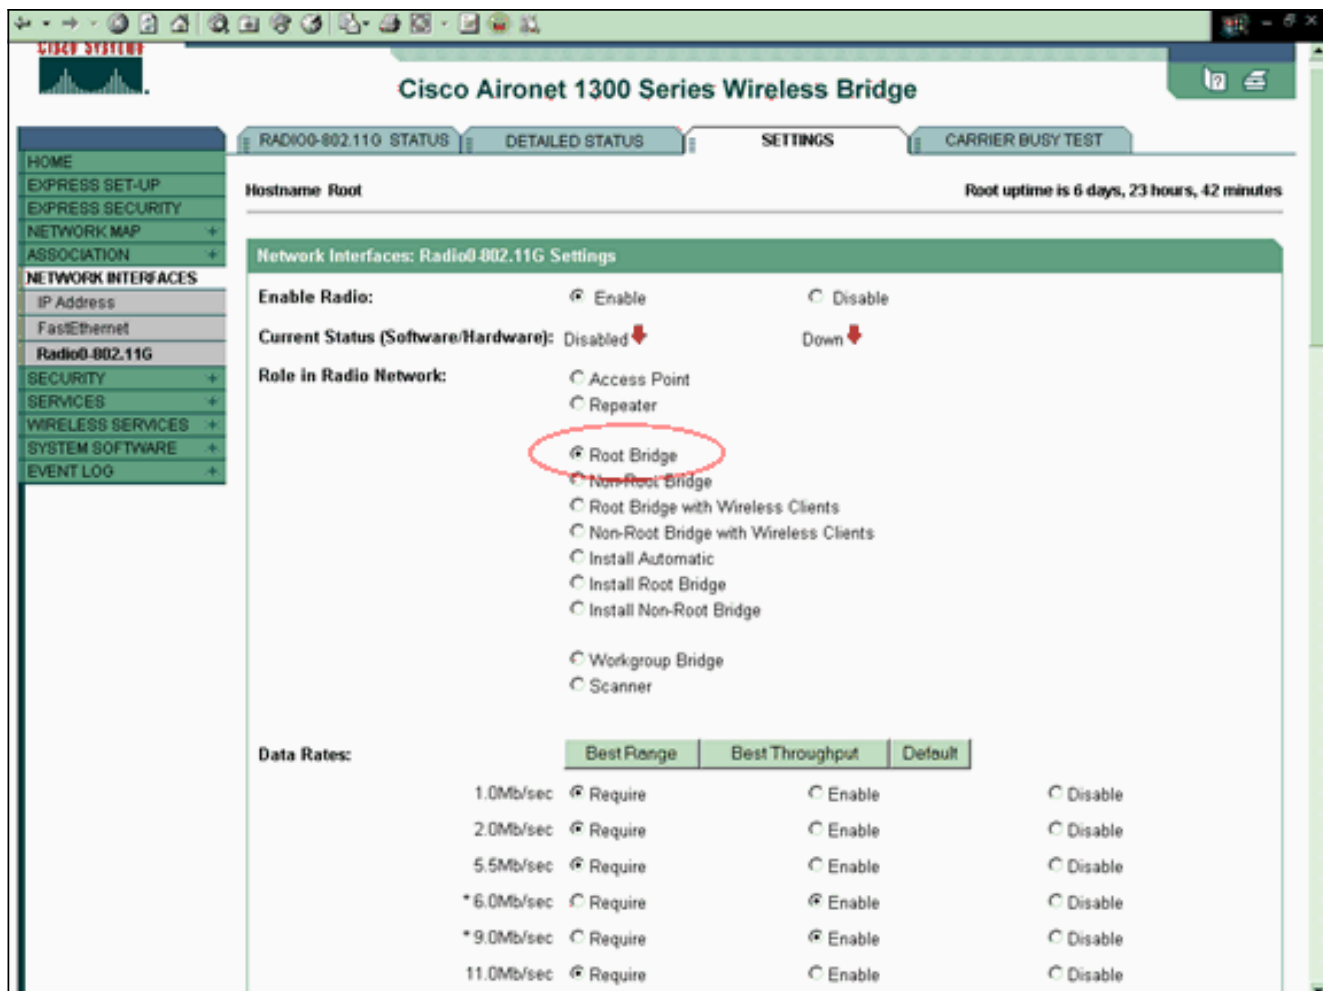 CISCO SYSTEMS
Cisco Aironet 1300 Series Wireless Bridge
RADIO0-802.11G STATUS
DETAILED STATUS
SETTINGS
CARRIER BUSY TEST
HOME
EXPRESS SET-UP
EXPRESS SECURITY
NETWORK MAP +
ASSOCIATION +
NETWORK INTERFACES
IP Address
FastEthernet
Radio0-802.11G
SECURITY +
SERVICES +
WIRELESS SERVICES +
SYSTEM SOFTWARE +
EVENT LOG +
Hostname Root
Root uptime is 6 days, 23 hours, 42 minutes
Network Interfaces: Radio0-802.11G Settings
Enable Radio: Enable Disable
Current Status (Software/Hardware): Disabled Down
Role in Radio Network: Access Point
Repeater
Root Bridge
Non-Root Bridge
Root Bridge with Wireless Clients
Non-Root Bridge with Wireless Clients
Install Automatic
Install Root Bridge
Install Non-Root Bridge
Workgroup Bridge
Scanner
Data Rates: Best Range Best Throughput Default
1.0Mb/sec Require Enable Disable
2.0Mb/sec Require Enable Disable
5.5Mb/sec Require Enable Disable
*6.0Mb/sec Require Enable Disable
*9.0Mb/sec Require Enable Disable
11.0Mb/sec Require Enable Disable